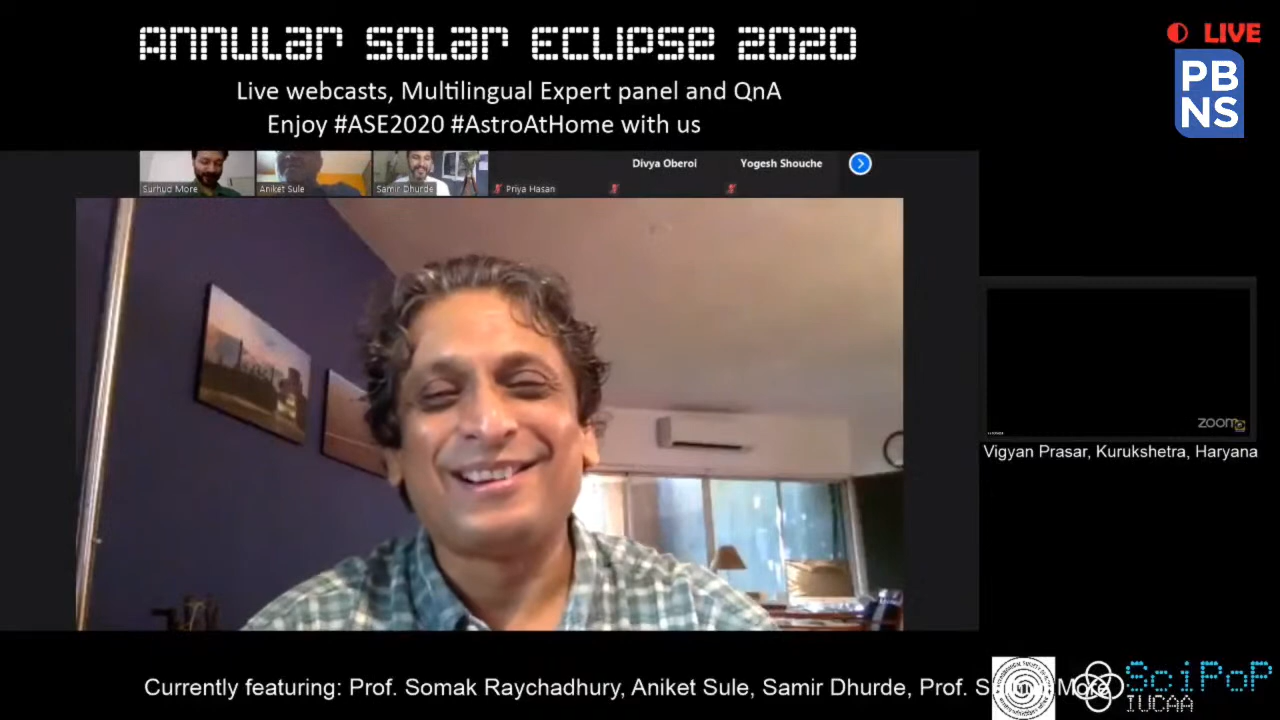 Annular Solar Eclipse 2020
LIVE
Live webcasts, Multilingual Expert panel and QnA
PB
NS
Enjoy #ASE2020 #AstroAtHome with us
Surhud More
Aniket Sule
Samir Dhurde
Priya Hasan
Divya Oberoi
Yogesh Shouche
zoom
Vigyan Prasar, Kurukshetra, Haryana
Currently featuring: Prof. Somak Raychadhury, Aniket Sule, Samir Dhurde, Prof. More
SciPoP
IUCAA